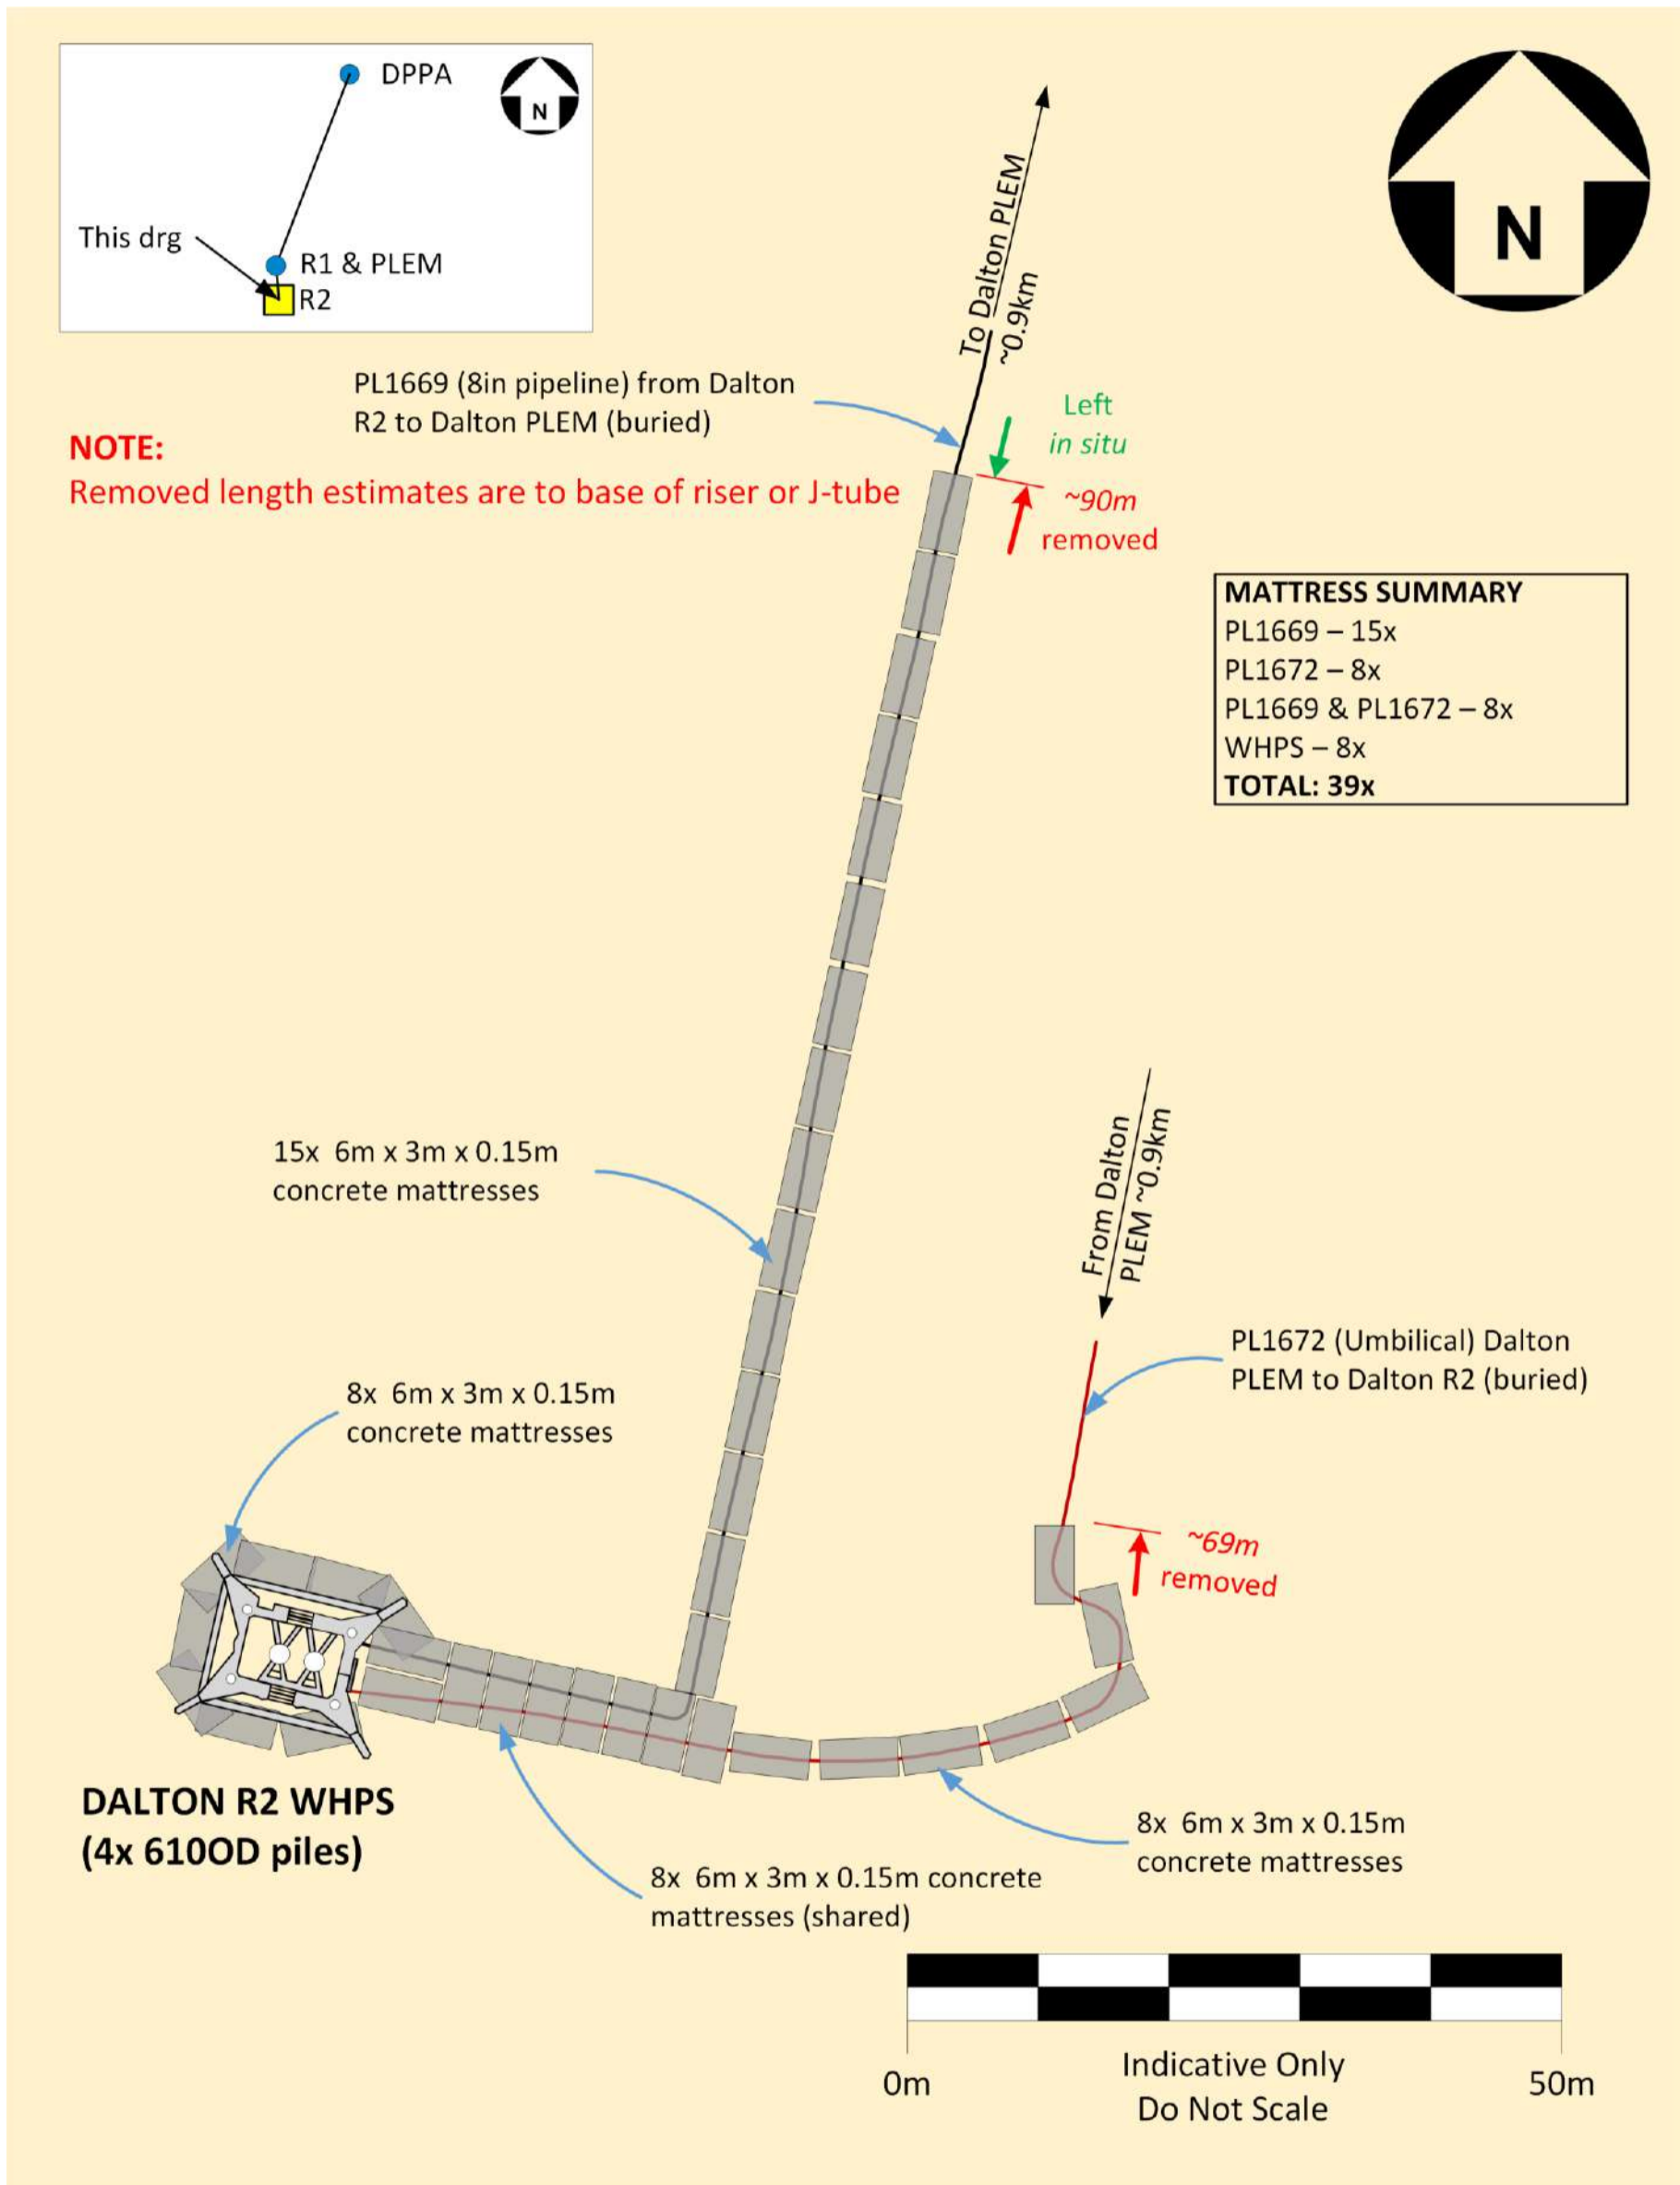 DPPA
N
This drg
R1 & PLEM
R2
N
To Dalton PLEM
~0.9km
PL1669 (8in pipeline) from Dalton
R2 to Dalton PLEM (buried)
NOTE:
Removed length estimates are to base of riser or J-tube
Left
in situ
~90m
removed
MATTRESS SUMMARY
PL1669 – 15x
PL1672 – 8x
PL1669 & PL1672 – 8x
WHPS – 8x
TOTAL: 39x
15x 6m x 3m x 0.15m
concrete mattresses
From Dalton
PLEM ~0.9km
PL1672 (Umbilical) Dalton
PLEM to Dalton R2 (buried)
8x 6m x 3m x 0.15m
concrete mattresses
~69m
removed
DALTON R2 WHPS
(4x 610OD piles)
8x 6m x 3m x 0.15m
concrete mattresses
8x 6m x 3m x 0.15m concrete
mattresses (shared)
0m
Indicative Only
Do Not Scale
50m